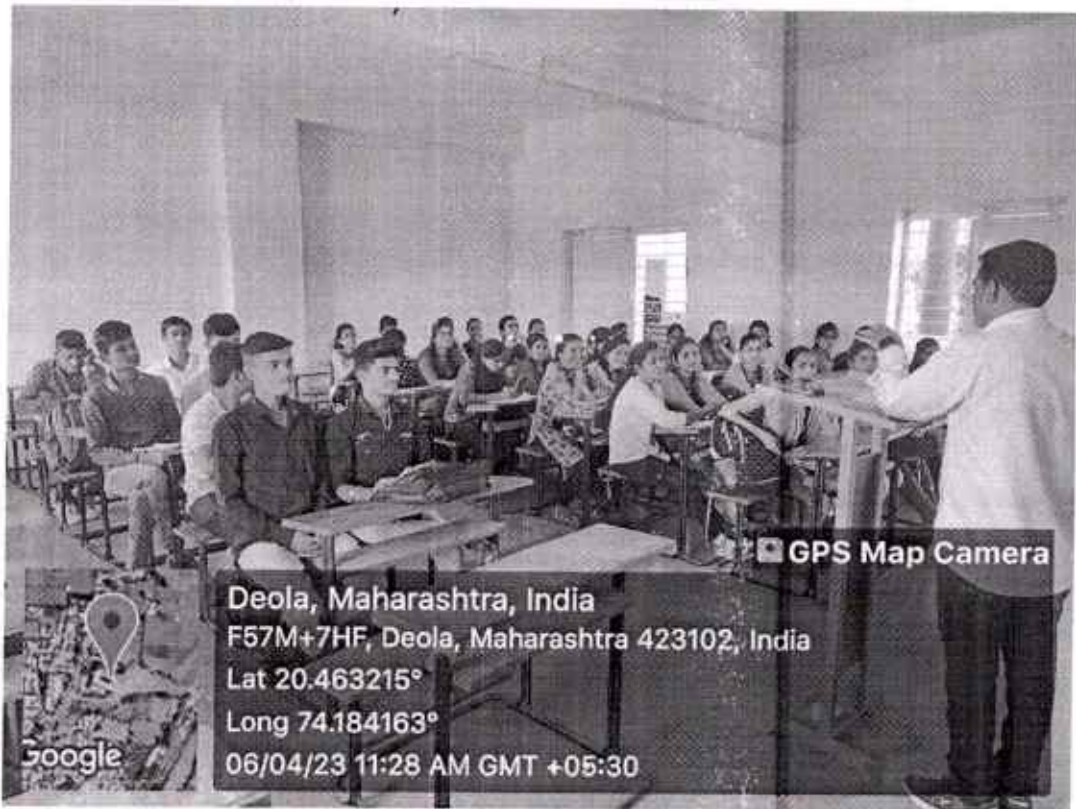 GPS Map Camera
Deola, Maharashtra, India
F57M+7HF, Deola, Maharashtra 423102, India
Lat 20.463215°
Long 74.184163°
06/04/23 11:28 AM GMT +05:30
Google